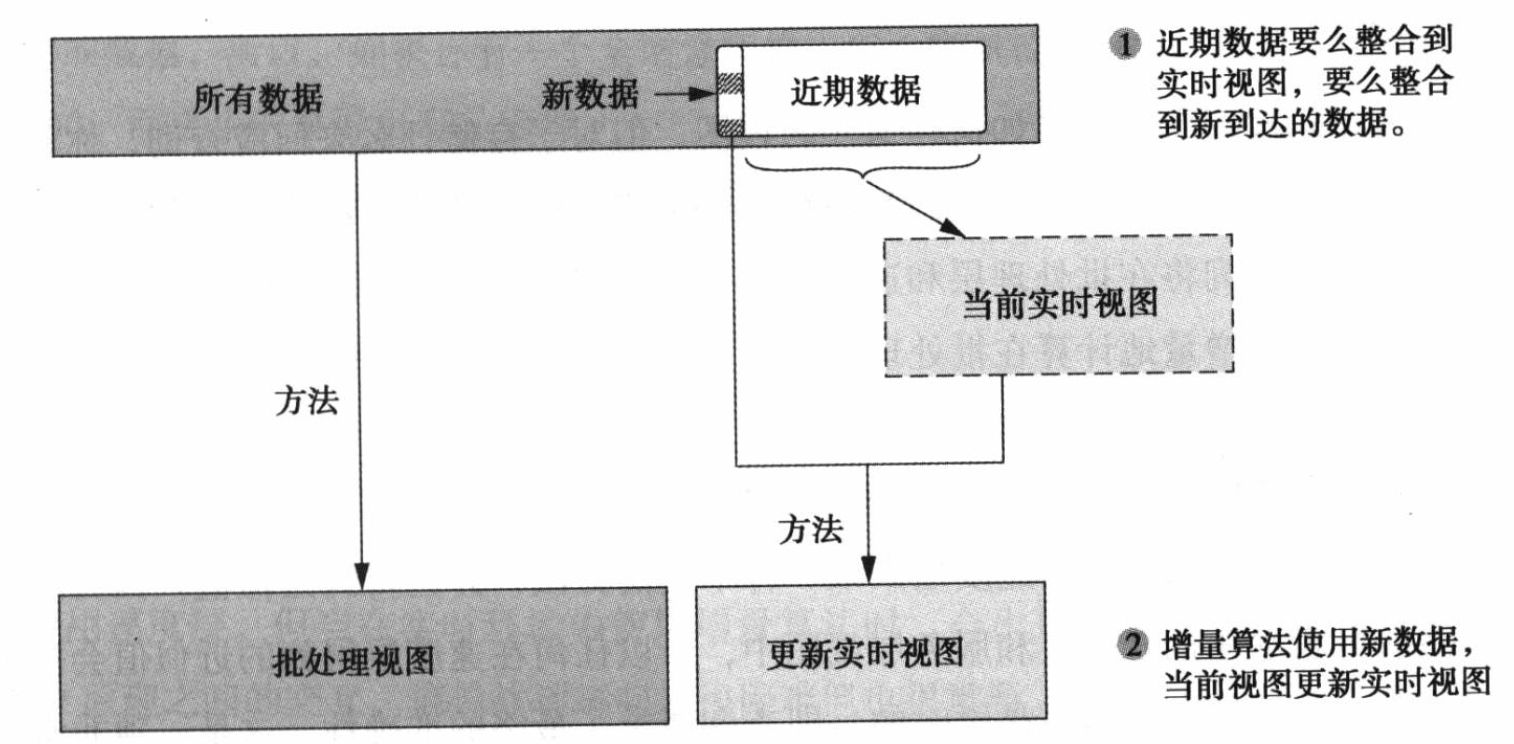 所有数据
新数据
近期数据
1 近期数据要么整合到
实时视图，要么整合
到新到达的数据。
当前实时视图
方法
方法
批处理视图
更新实时视图
2 增量算法使用新数据，
当前视图更新实时视图